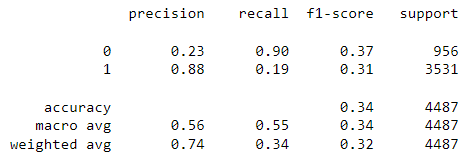 precision recall f1-score support
0 0.23 0.90 0.37 956
1 0.88 0.19 0.31 3531
accuracy 0.34 4487
macro avg 0.56 0.55 0.34 4487
weighted avg 0.74 0.34 0.32 4487